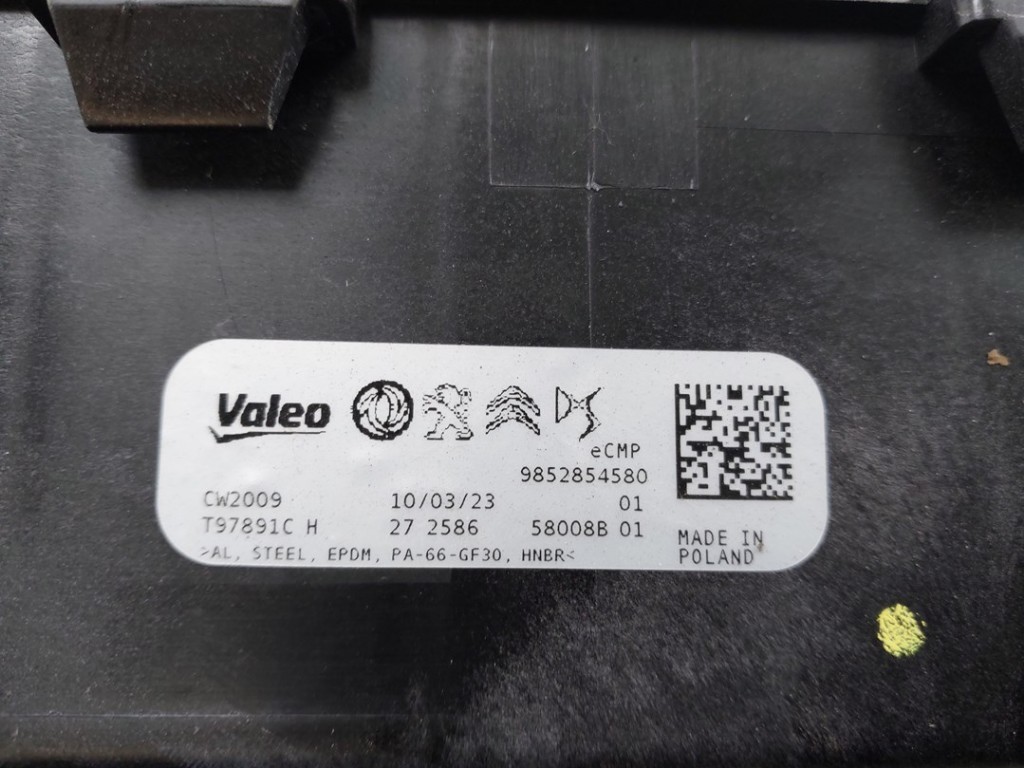 Valeo
eCMP
9852854580
CW2009 10/03/23 01
T97891C H 27 2586 58008B 01
>AL, STEEL, EPDM, PA-66-GF30, HNBR<
MADE IN
POLAND